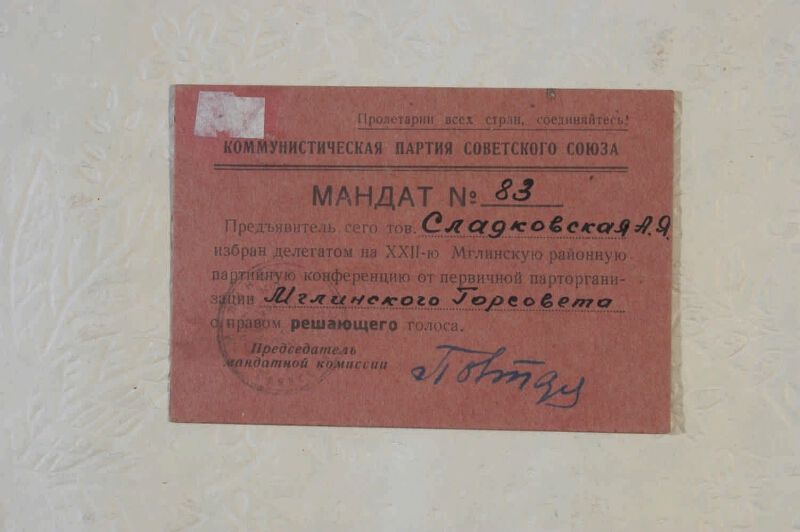 Пролетарии всех стран, соединяйтесь!
КОММУНИСТИЧЕСКАЯ ПАРТИЯ СОВЕТСКОГО СОЮЗА
МАНДАТ № 83
Предъявитель сего тов. Сладковская А.Я.
избран делегатом на XXII-ю Мглинскую районную
партийную конференцию от первичной парторгани-
зации Мглинского Горсовета
с правом решающего голоса.
Председатель
мандатной комиссии